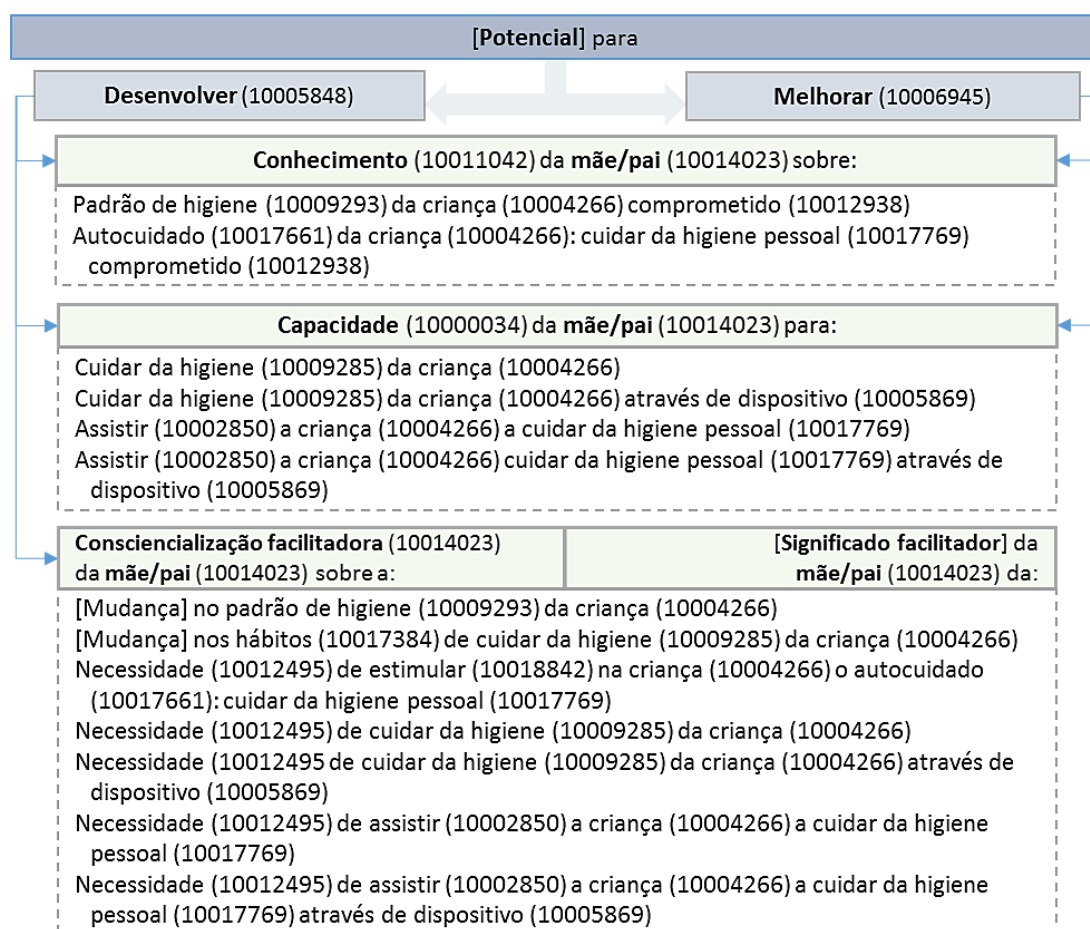 [Potencial] para
Desenvolver (10005848)
Melhorar (10006945)
Conhecimento (10011042) da mãe/pai (10014023) sobre:
Padrão de higiene (10009293) da criança (10004266) comprometido (10012938)
Autocuidado (10017661) da criança (10004266): cuidar da higiene pessoal (10017769)
comprometido (10012938)
Capacidade (10000034) da mãe/pai (10014023) para:
Cuidar da higiene (10009285) da criança (10004266)
Cuidar da higiene (10009285) da criança (10004266) através de dispositivo (10005869)
Assistir (10002850) a criança (10004266) a cuidar da higiene pessoal (10017769)
Assistir (10002850) a criança (10004266) cuidar da higiene pessoal (10017769) através de
dispositivo (10005869)
Consciencialização facilitadora (10014023)
da mãe/pai (10014023) sobre a:
[Significado facilitador] da
mãe/pai (10014023) da:
[Mudança] no padrão de higiene (10009293) da criança (10004266)
[Mudança] nos hábitos (10017384) de cuidar da higiene (10009285) da criança (10004266)
Necessidade (10012495) de estimular (10018842) na criança (10004266) o autocuidado
(10017661): cuidar da higiene pessoal (10017769)
Necessidade (10012495) de cuidar da higiene (10009285) da criança (10004266)
Necessidade (10012495 de cuidar da higiene (10009285) da criança (10004266) através de
dispositivo (10005869)
Necessidade (10012495) de assistir (10002850) a criança (10004266) a cuidar da higiene
pessoal (10017769)
Necessidade (10012495) de assistir (10002850) a criança (10004266) a cuidar da higiene
pessoal (10017769) através de dispositivo (10005869)